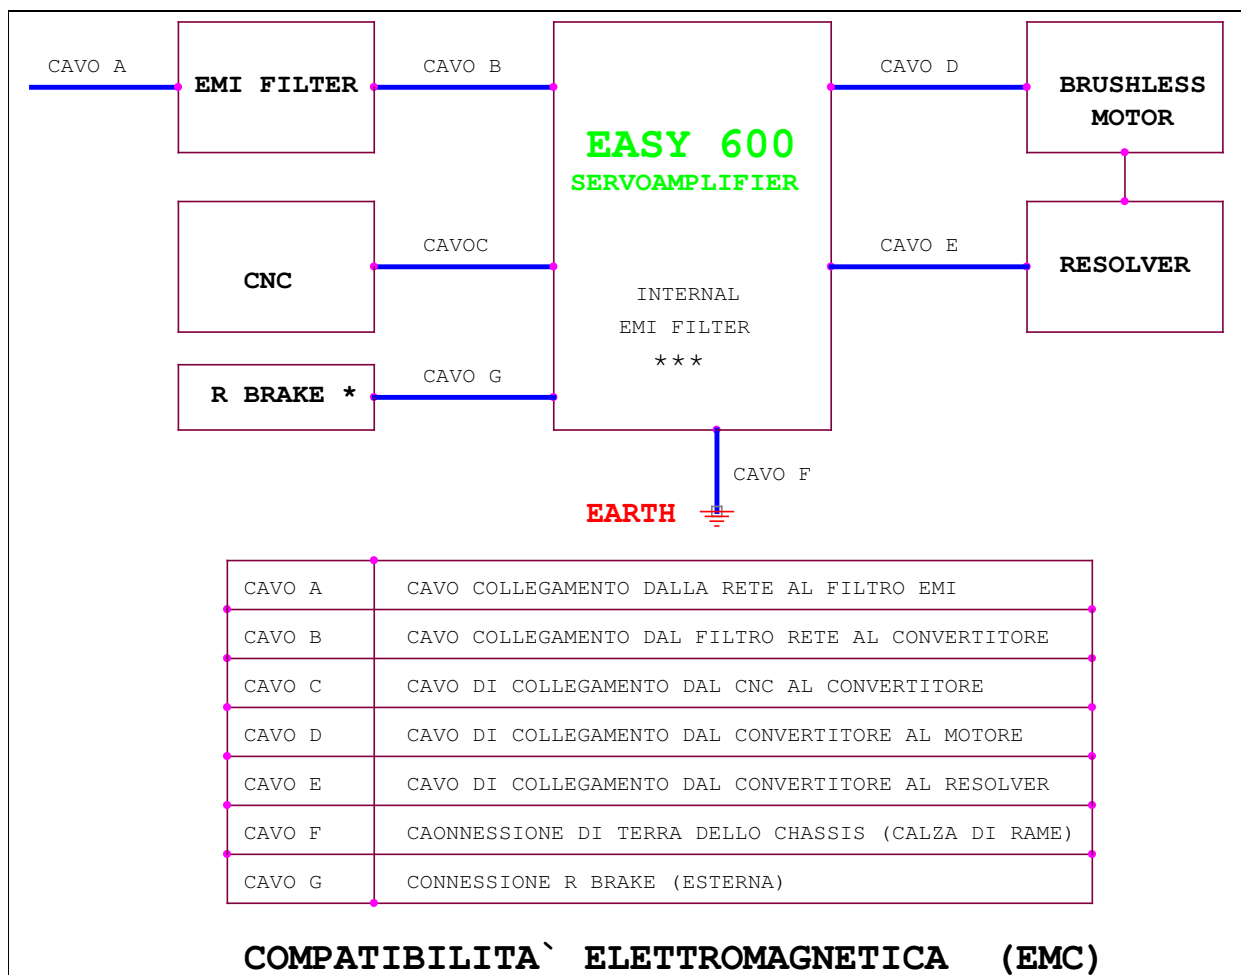 CAVO A
EMI FILTER
CAVO B
CAVO D
BRUSHLESS
MOTOR
EASY 600
SERVOAMPLIFIER
CNC
CAVOC
CAVO E
RESOLVER
INTERNAL
EMI FILTER
***
R BRAKE *
CAVO G
CAVO F
EARTH
CAVO A CAVO COLLEGAMENTO DALLA RETE AL FILTRO EMI
CAVO B CAVO COLLEGAMENTO DAL FILTRO RETE AL CONVERTITORE
CAVO C CAVO DI COLLEGAMENTO DAL CNC AL CONVERTITORE
CAVO D CAVO DI COLLEGAMENTO DAL CONVERTITORE AL MOTORE
CAVO E CAVO DI COLLEGAMENTO DAL CONVERTITORE AL RESOLVER
CAVO F CAONNESSIONE DI TERRA DELLO CHASSIS (CALZA DI RAME)
CAVO G CONNESSIONE R BRAKE (ESTERNA)
COMPATIBILITA` ELETTROMAGNETICA (EMC)